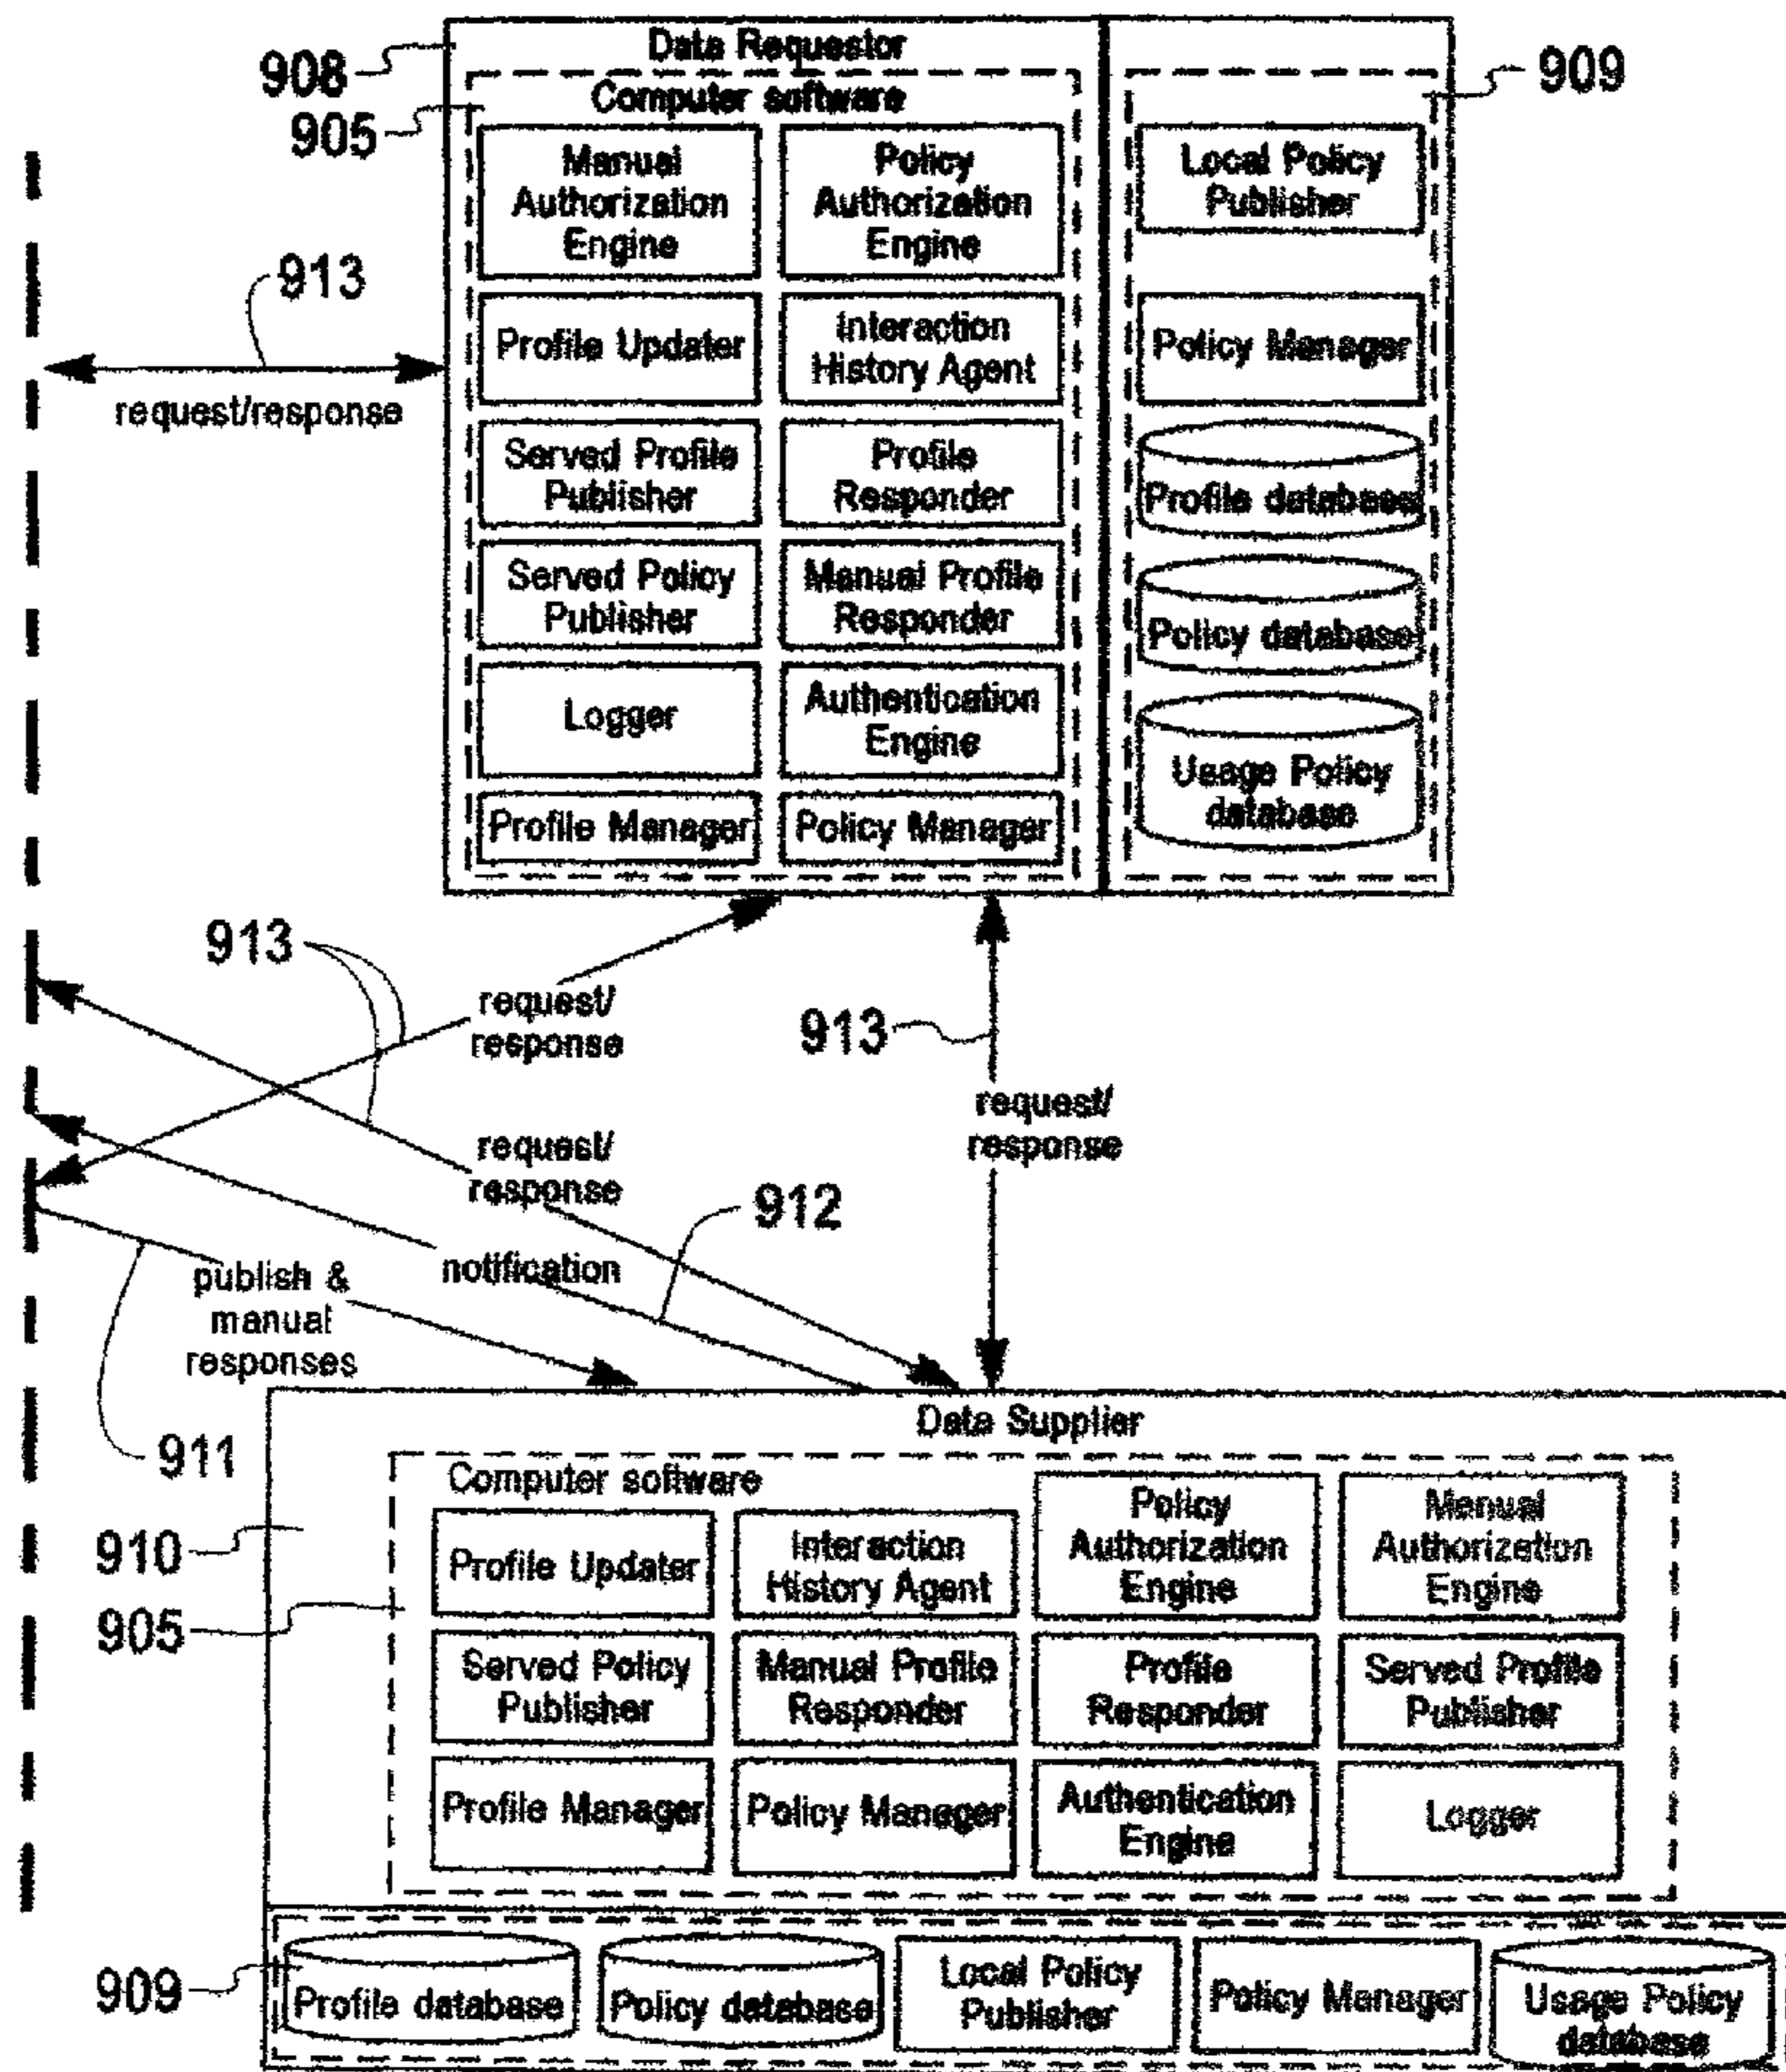 Data Requestor
908
909
Computer software
905
Manual
Authorization
Engine
Policy
Authorization
Engine
Local Policy
Publisher
913
request/response
Profile Updater
Interaction
History Agent
Policy Manager
Served Profile
Publisher
Profile
Responder
Profile database
Served Policy
Publisher
Manual Profile
Responder
Policy database
Logger
Authentication
Engine
Usage Policy
database
Profile Manager
Policy Manager
913
request/
response
913
request/
response
request/
response
912
notification
publish &
manual
responses
911
Data Supplier
Computer software
910
905
Profile Updater
Interaction
History Agent
Policy
Authorization
Engine
Manual
Authorization
Engine
Served Policy
Publisher
Manual Profile
Responder
Profile
Responder
Served Profile
Publisher
Profile Manager
Policy Manager
Authentication
Engine
Logger
909
Profile database
Policy database
Local Policy
Publisher
Policy Manager
Usage Policy
database